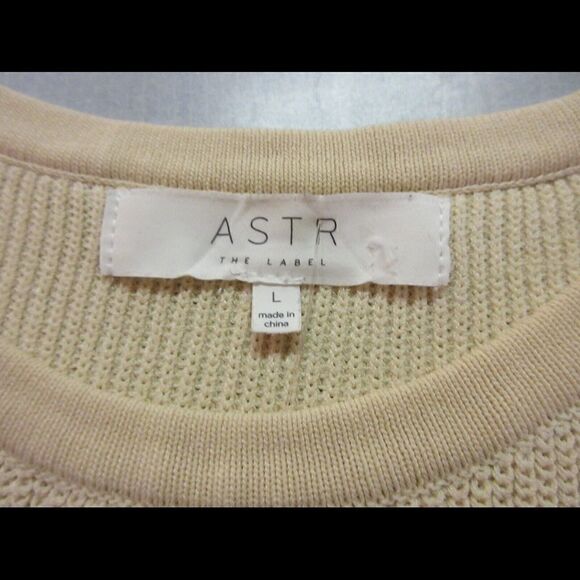 ASTR
THE LABEL
L
made in
china